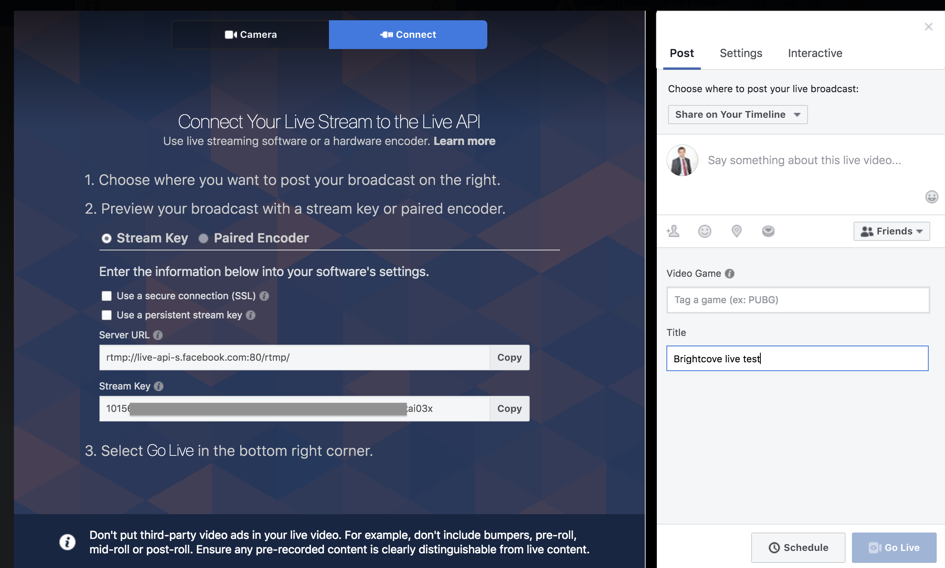 Camera
Connect
Connect Your Live Stream to the Live API
Use live streaming software or a hardware encoder. Learn more
1. Choose where you want to post your broadcast on the right.
2. Preview your broadcast with a stream key or paired encoder.
Stream Key Paired Encoder
Enter the information below into your software's settings.
Use a secure connection (SSL)
Use a persistent stream key
Server URL
rtmp://live-api-s.facebook.com:80/rtmp/ Copy
Stream Key
1015 ai03x Copy
3. Select Go Live in the bottom right corner.
Don't put third-party video ads in your live video. For example, don't include bumpers, pre-roll,
mid-roll or post-roll. Ensure any pre-recorded content is clearly distinguishable from live content.
Post Settings Interactive
Choose where to post your live broadcast:
Share on Your Timeline
Say something about this live video...
Friends
Video Game
Tag a game (ex: PUBG)
Title
Brightcove live test
Schedule
Go Live